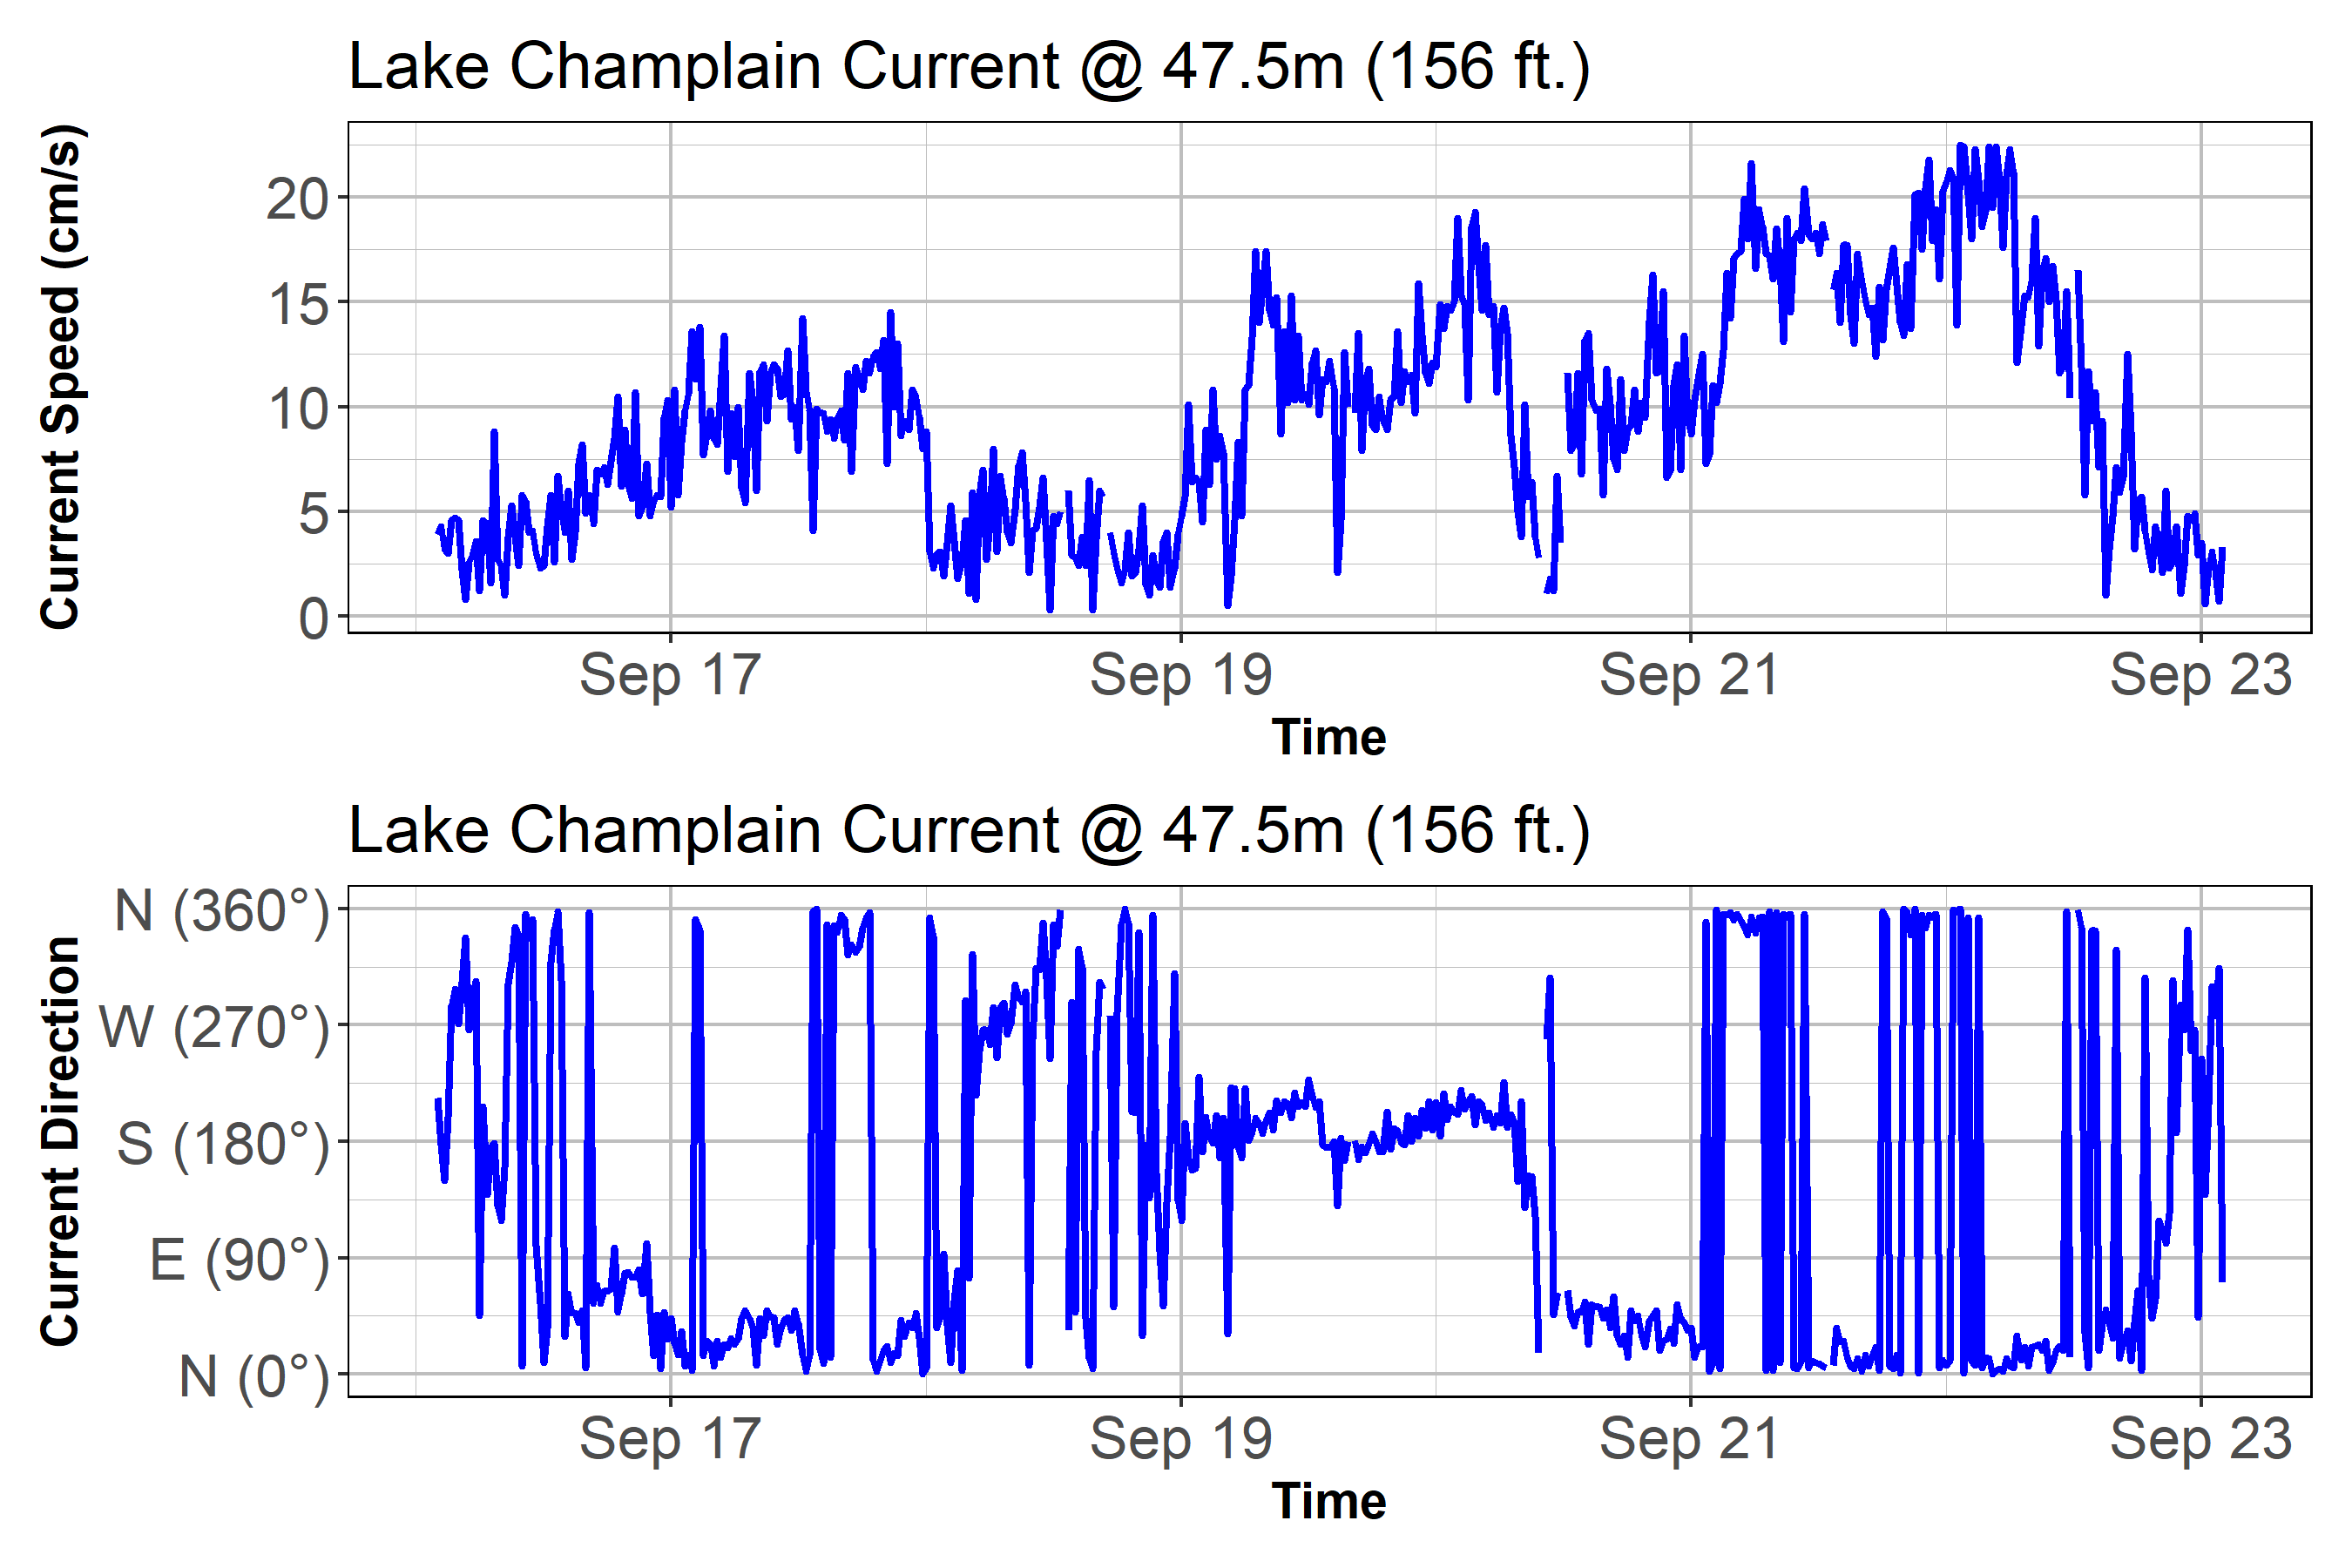 Lake Champlain Current @ 47.5m (156 ft.)
Current Speed (cm/s)
20
15
10
5
0
Sep 17 Sep 19 Sep 21 Sep 23
Time
Lake Champlain Current @ 47.5m (156 ft.)
Current Direction
N (360°)
W (270°)
S (180°)
E (90°)
N (0°)
Sep 17 Sep 19 Sep 21 Sep 23
Time